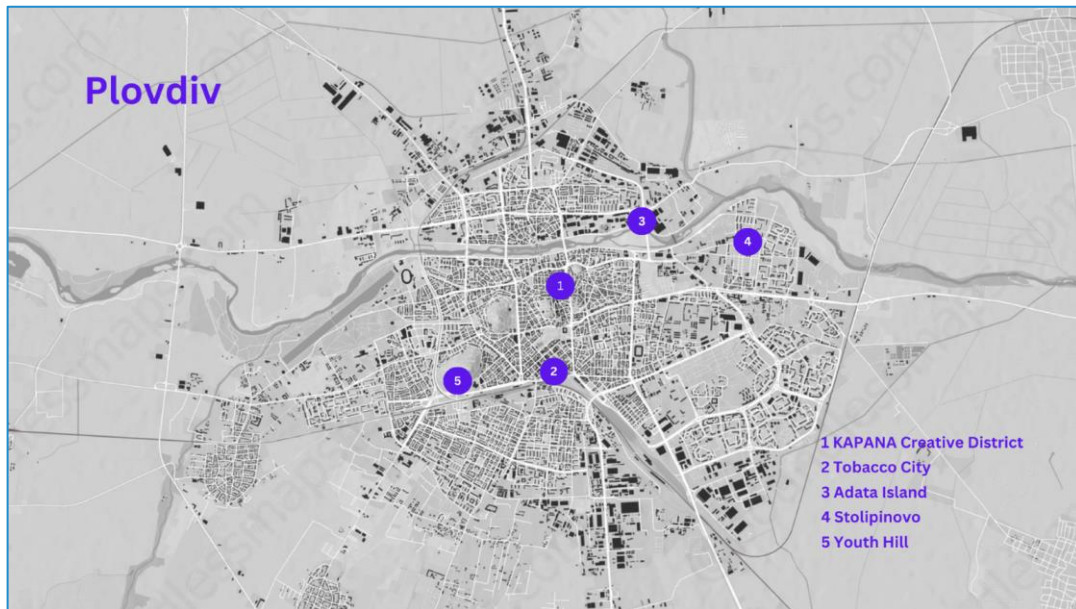 Plovdiv
3
4
1
2
5
1 KAPANA Creative District
2 Tobacco City
3 Adata Island
4 Stolipinovo
5 Youth Hill